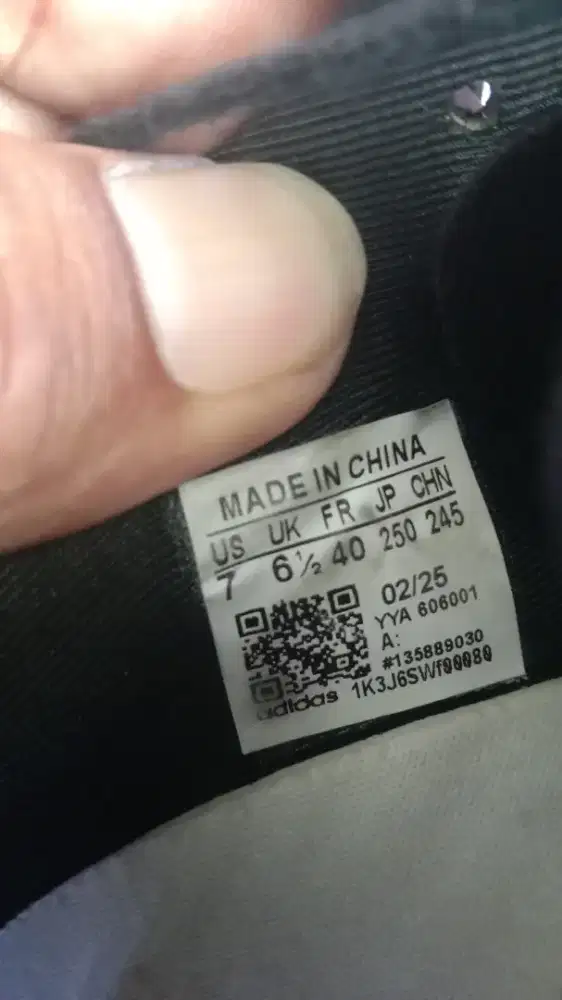 MADE IN CHINA
US UK FR JP CHN
7 6½ 40 250 245
02/25
YYA 606001
A:
#135889030
adidas 1K3J6SWf00080